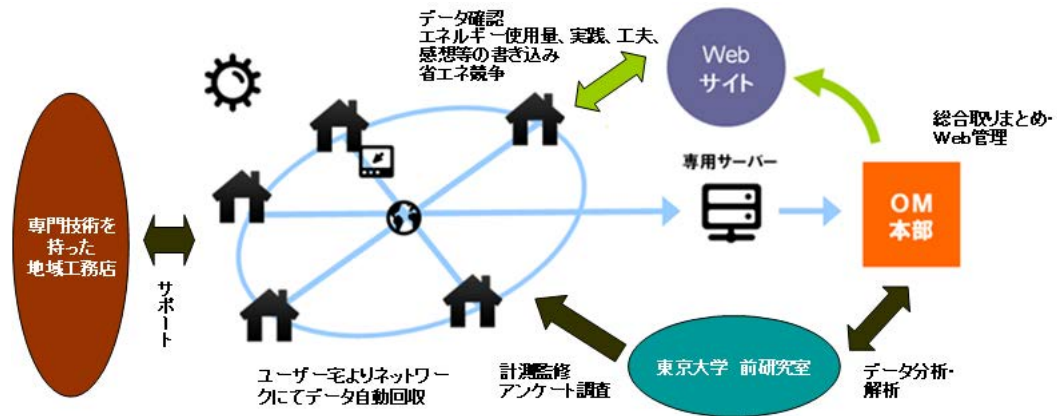 データ確認
エネルギー使用量、実践、工夫、
感想等の書き込み
省エネ競争
Web
サイト
総合取りまとめ・
Web管理
専用サーバー
OM
本部
専門技術を
持った
地域工務店
サポート
ユーザー宅よりネットワー
クにてデータ自動回収
計測監修
アンケート調査
東京大学 前研究室
データ分析・
解析